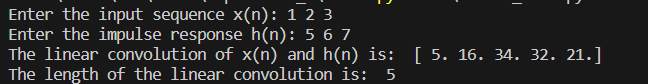 Enter the input sequence x(n): 1 2 3
Enter the impulse response h(n): 5 6 7
The linear convolution of x(n) and h(n) is:  [ 5. 16. 34. 32. 21.]
The length of the linear convolution is:  5